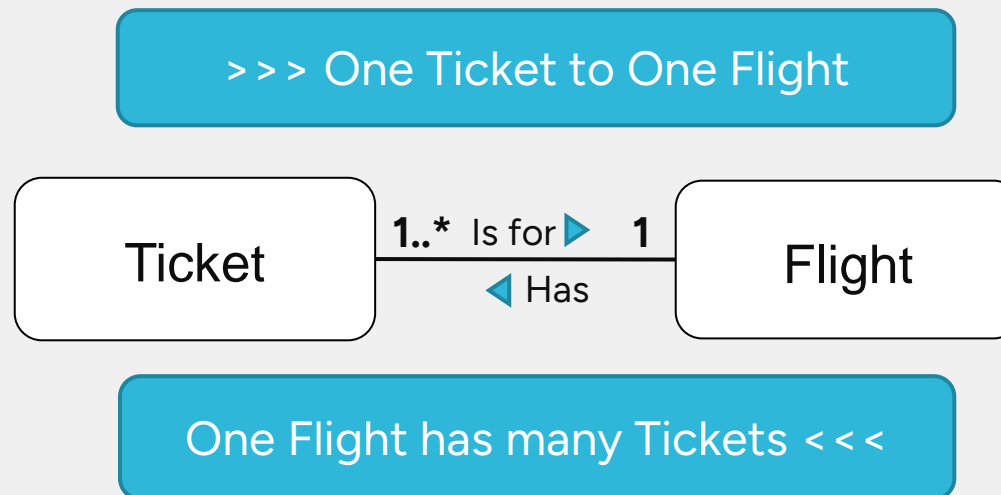 >>> One Ticket to One Flight
Ticket
1..* Is for 1
Has
Flight
One Flight has many Tickets <<<